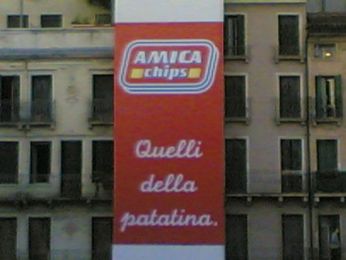 AMICA
chips
Quelli
della
patatina.